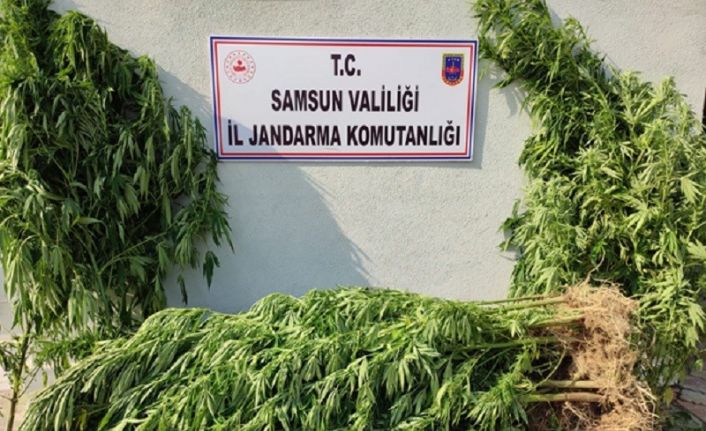 T.C.
SAMSUN VALİLİĞİ
İL JANDARMA KOMUTANLIĞI